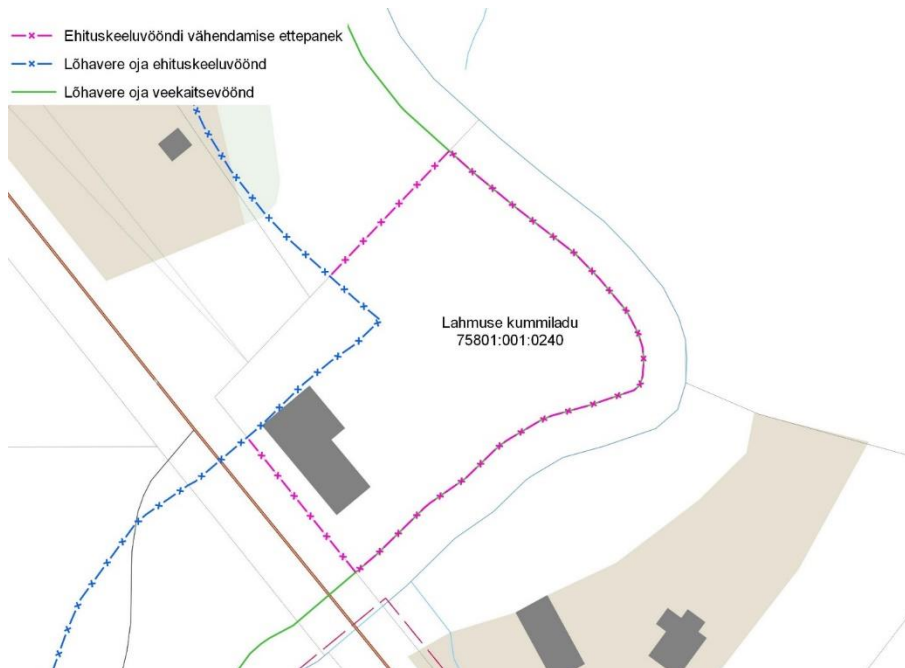 Ehituskeeluvööndi vähendamise ettepanek
Lõhavere oja ehituskeeluvöönd
Lõhavere oja veekaitsevöönd
Lahmuse kummiladu
75801:001:0240